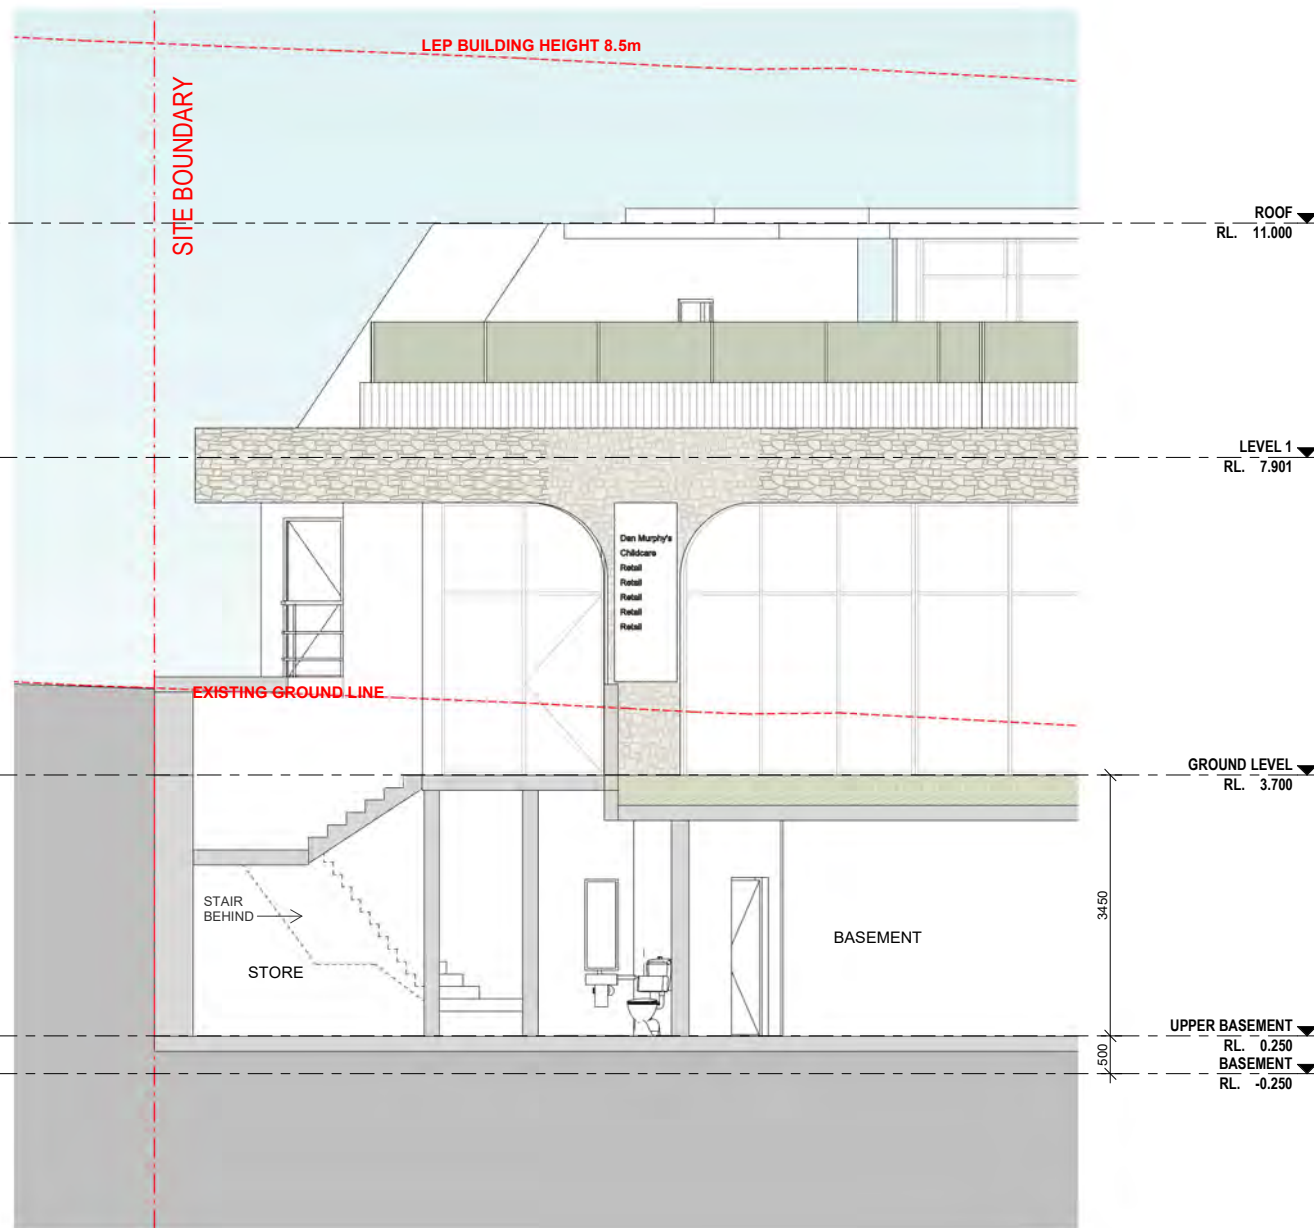 LEP BUILDING HEIGHT 8.5m
SITE BOUNDARY
ROOF
RL. 11.000
LEVEL 1
RL. 7.901
Dan Murphy's
Childcare
Retail
Retail
Retail
Retail
Retail
EXISTING GROUND LINE
GROUND LEVEL
RL. 3.700
3450
STAIR
BEHIND
STORE
BASEMENT
UPPER BASEMENT
RL. 0.250
500
BASEMENT
RL. -0.250